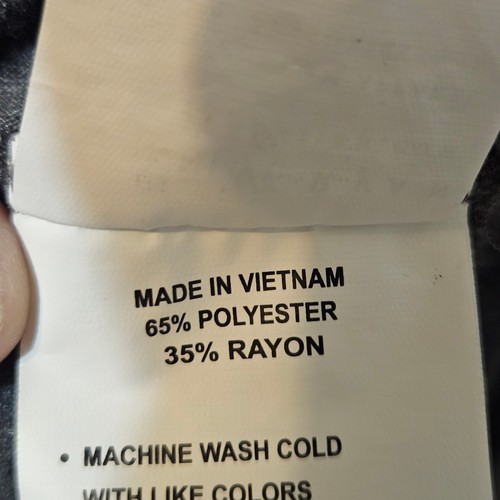 MADE IN VIETNAM
65% POLYESTER
35% RAYON
• MACHINE WASH COLD
WITH LIKE COLORS